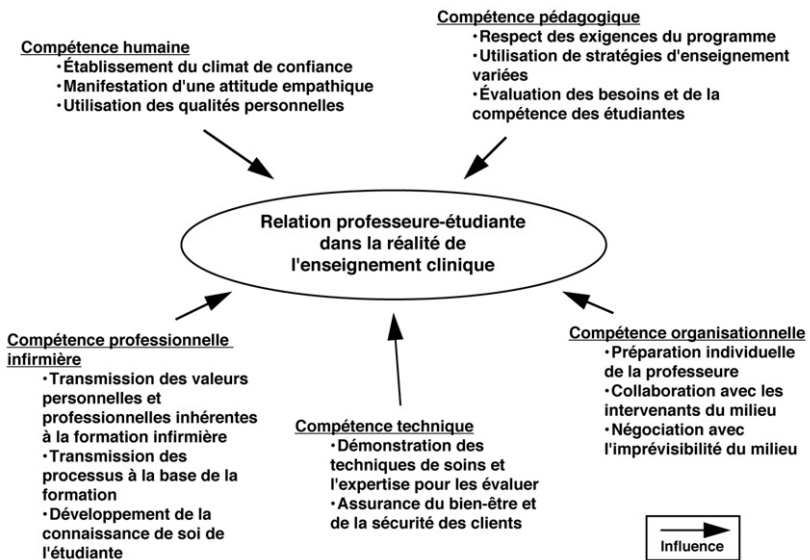 Compétence humaine
•Établissement du climat de confiance
•Manifestation d'une attitude empathique
•Utilisation des qualités personnelles
Compétence pédagogique
•Respect des exigences du programme
•Utilisation de stratégies d'enseignement
variées
•Évaluation des besoins et de la
compétence des étudiantes
Relation professeure-étudiante
dans la réalité de
l'enseignement clinique
Compétence professionnelle
infirmière
•Transmission des valeurs
personnelles et
professionnelles inhérentes
à la formation infirmière
•Transmission des
processus à la base de la
formation
•Développement de la
connaissance de soi de
l'étudiante
Compétence technique
•Démonstration des
techniques de soins et
l'expertise pour les évaluer
•Assurance du bien-être et
de la sécurité des clients
Compétence organisationnelle
•Préparation individuelle
de la professeure
•Collaboration avec les
intervenants du milieu
•Négociation avec
l'imprévisibilité du milieu
Influence